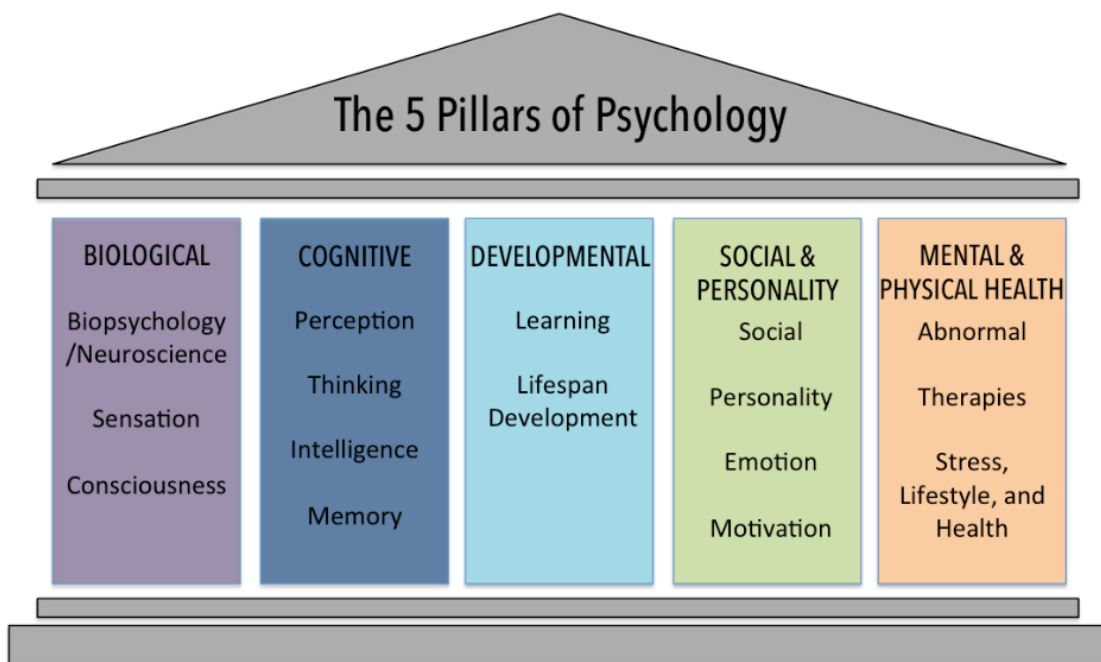 The 5 Pillars of Psychology
BIOLOGICAL
Biopsychology
/Neuroscience
Sensation
Consciousness
COGNITIVE
Perception
Thinking
Intelligence
Memory
DEVELOPMENTAL
Learning
Lifespan
Development
SOCIAL &
PERSONALITY
Social
Personality
Emotion
Motivation
MENTAL &
PHYSICAL HEALTH
Abnormal
Therapies
Stress,
Lifestyle, and
Health